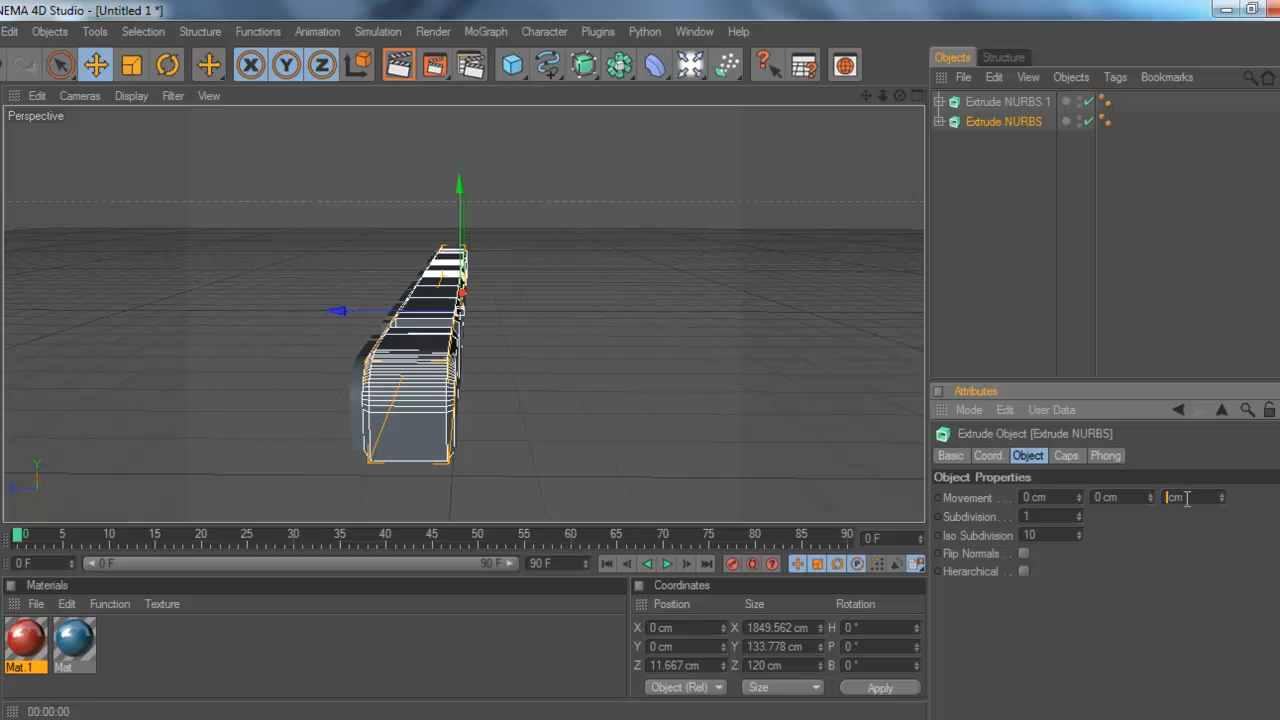 NEMA 4D Studio - [Untitled 1 *]
Edit Objects Tools Selection Structure Functions Animation Simulation Render MoGraph Character Plugins Python Window Help
X Y Z
Edit Cameras Display Filter View
Perspective
Y
Objects Structure
File Edit View Objects Tags Bookmarks
Extrude NURBS 1
Extrude NURBS
Attributes
Mode Edit User Data
Extrude Object [Extrude NURBS]
Basic Coord. Object Caps Phong
Object Properties
Movement . . . 0 cm 0 cm cm
Subdivision . . . 1
Iso Subdivision 10
Flip Normals . .
Hierarchical . .
0 5 10 15 20 25 30 35 40 45 50 55 60 65 70 75 80 85 90 0 F
0 F 0 F 90 F 90 F
Materials
File Edit Function Texture
Mat.1 Mat
Coordinates
Position Size Rotation
X 0 cm X 1849.562 cm H 0 °
Y 0 cm Y 133.778 cm P 0 °
Z 11.667 cm Z 120 cm B 0 °
Object (Rel) Size Apply
00:00:00